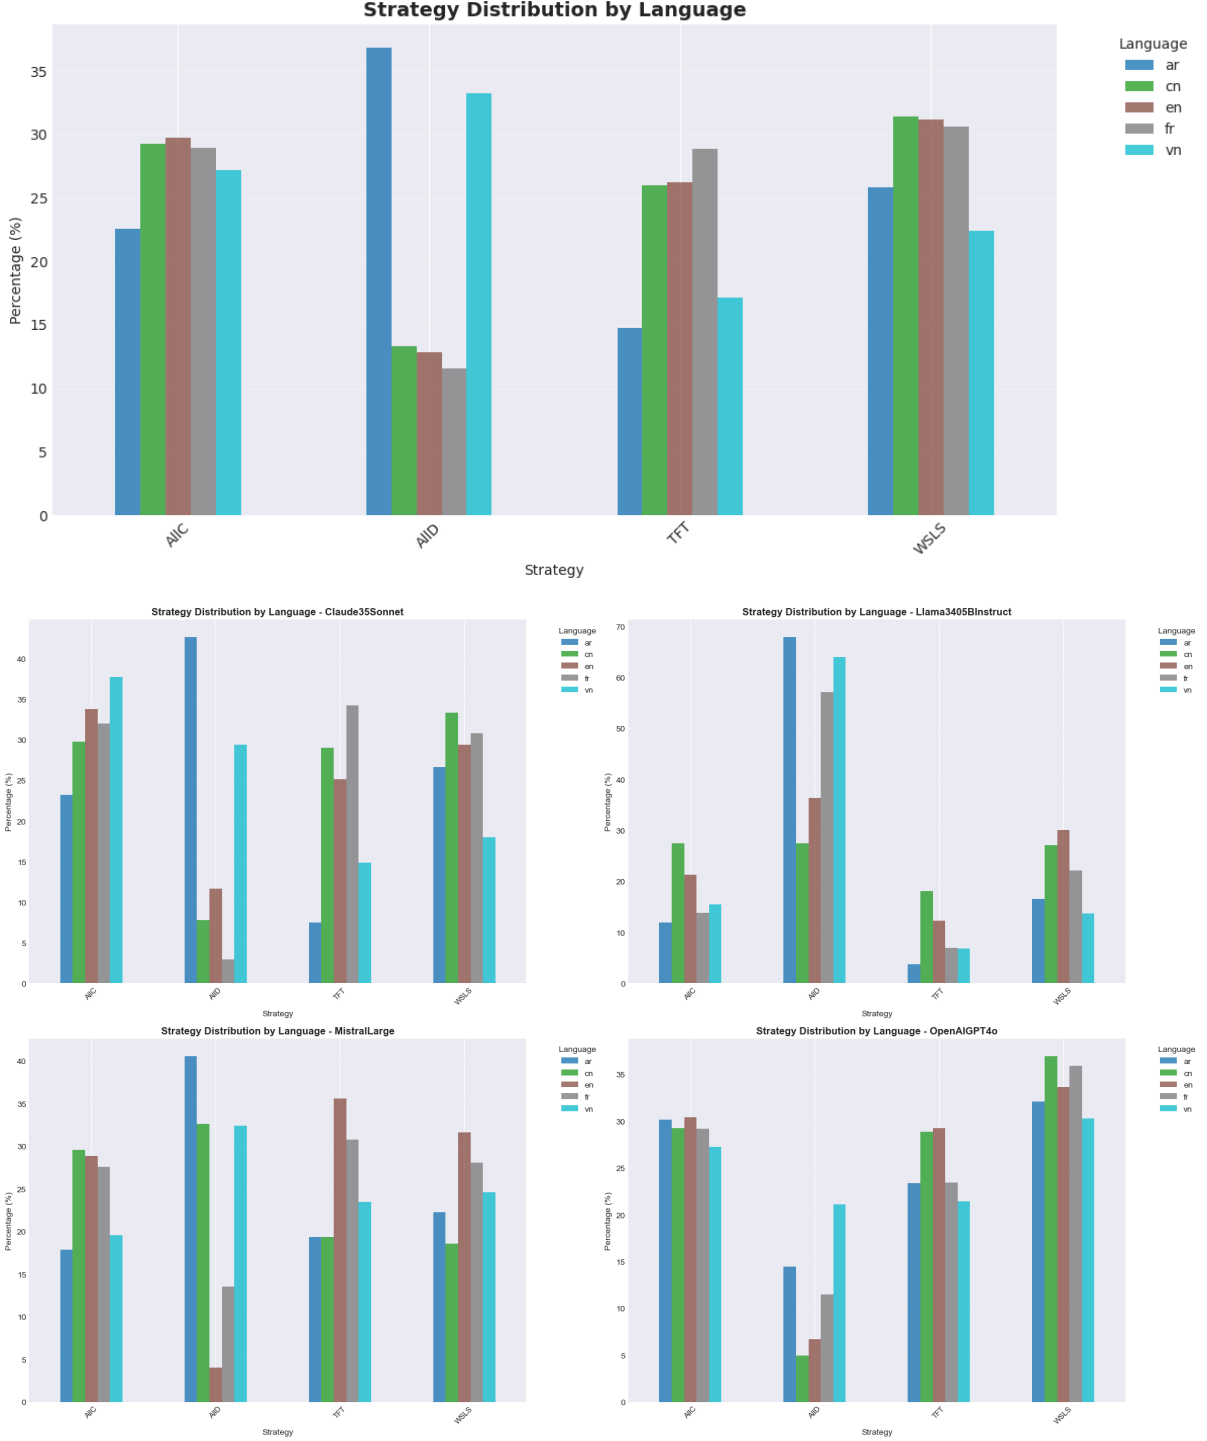 Strategy Distribution by Language
Language
ar
cn
en
fr
vn
Percentage (%)
35
30
25
20
15
10
5
0
AllC
AllD
TFT
WSLS
Strategy
Strategy Distribution by Language - Claude35Sonnet
Language
ar
cn
en
fr
vn
Percentage (%)
40
35
30
25
20
15
10
5
0
AllC
AllD
TFT
WSLS
Strategy
Strategy Distribution by Language - Llama3405BInstruct
Language
ar
cn
en
fr
vn
Percentage (%)
70
60
50
40
30
20
10
0
AllC
AllD
TFT
WSLS
Strategy
Strategy Distribution by Language - MistralLarge
Language
ar
cn
en
fr
vn
Percentage (%)
40
35
30
25
20
15
10
5
0
AllC
AllD
TFT
WSLS
Strategy
Strategy Distribution by Language - OpenAIGPT4o
Language
ar
cn
en
fr
vn
Percentage (%)
35
30
25
20
15
10
5
0
AllC
AllD
TFT
WSLS
Strategy